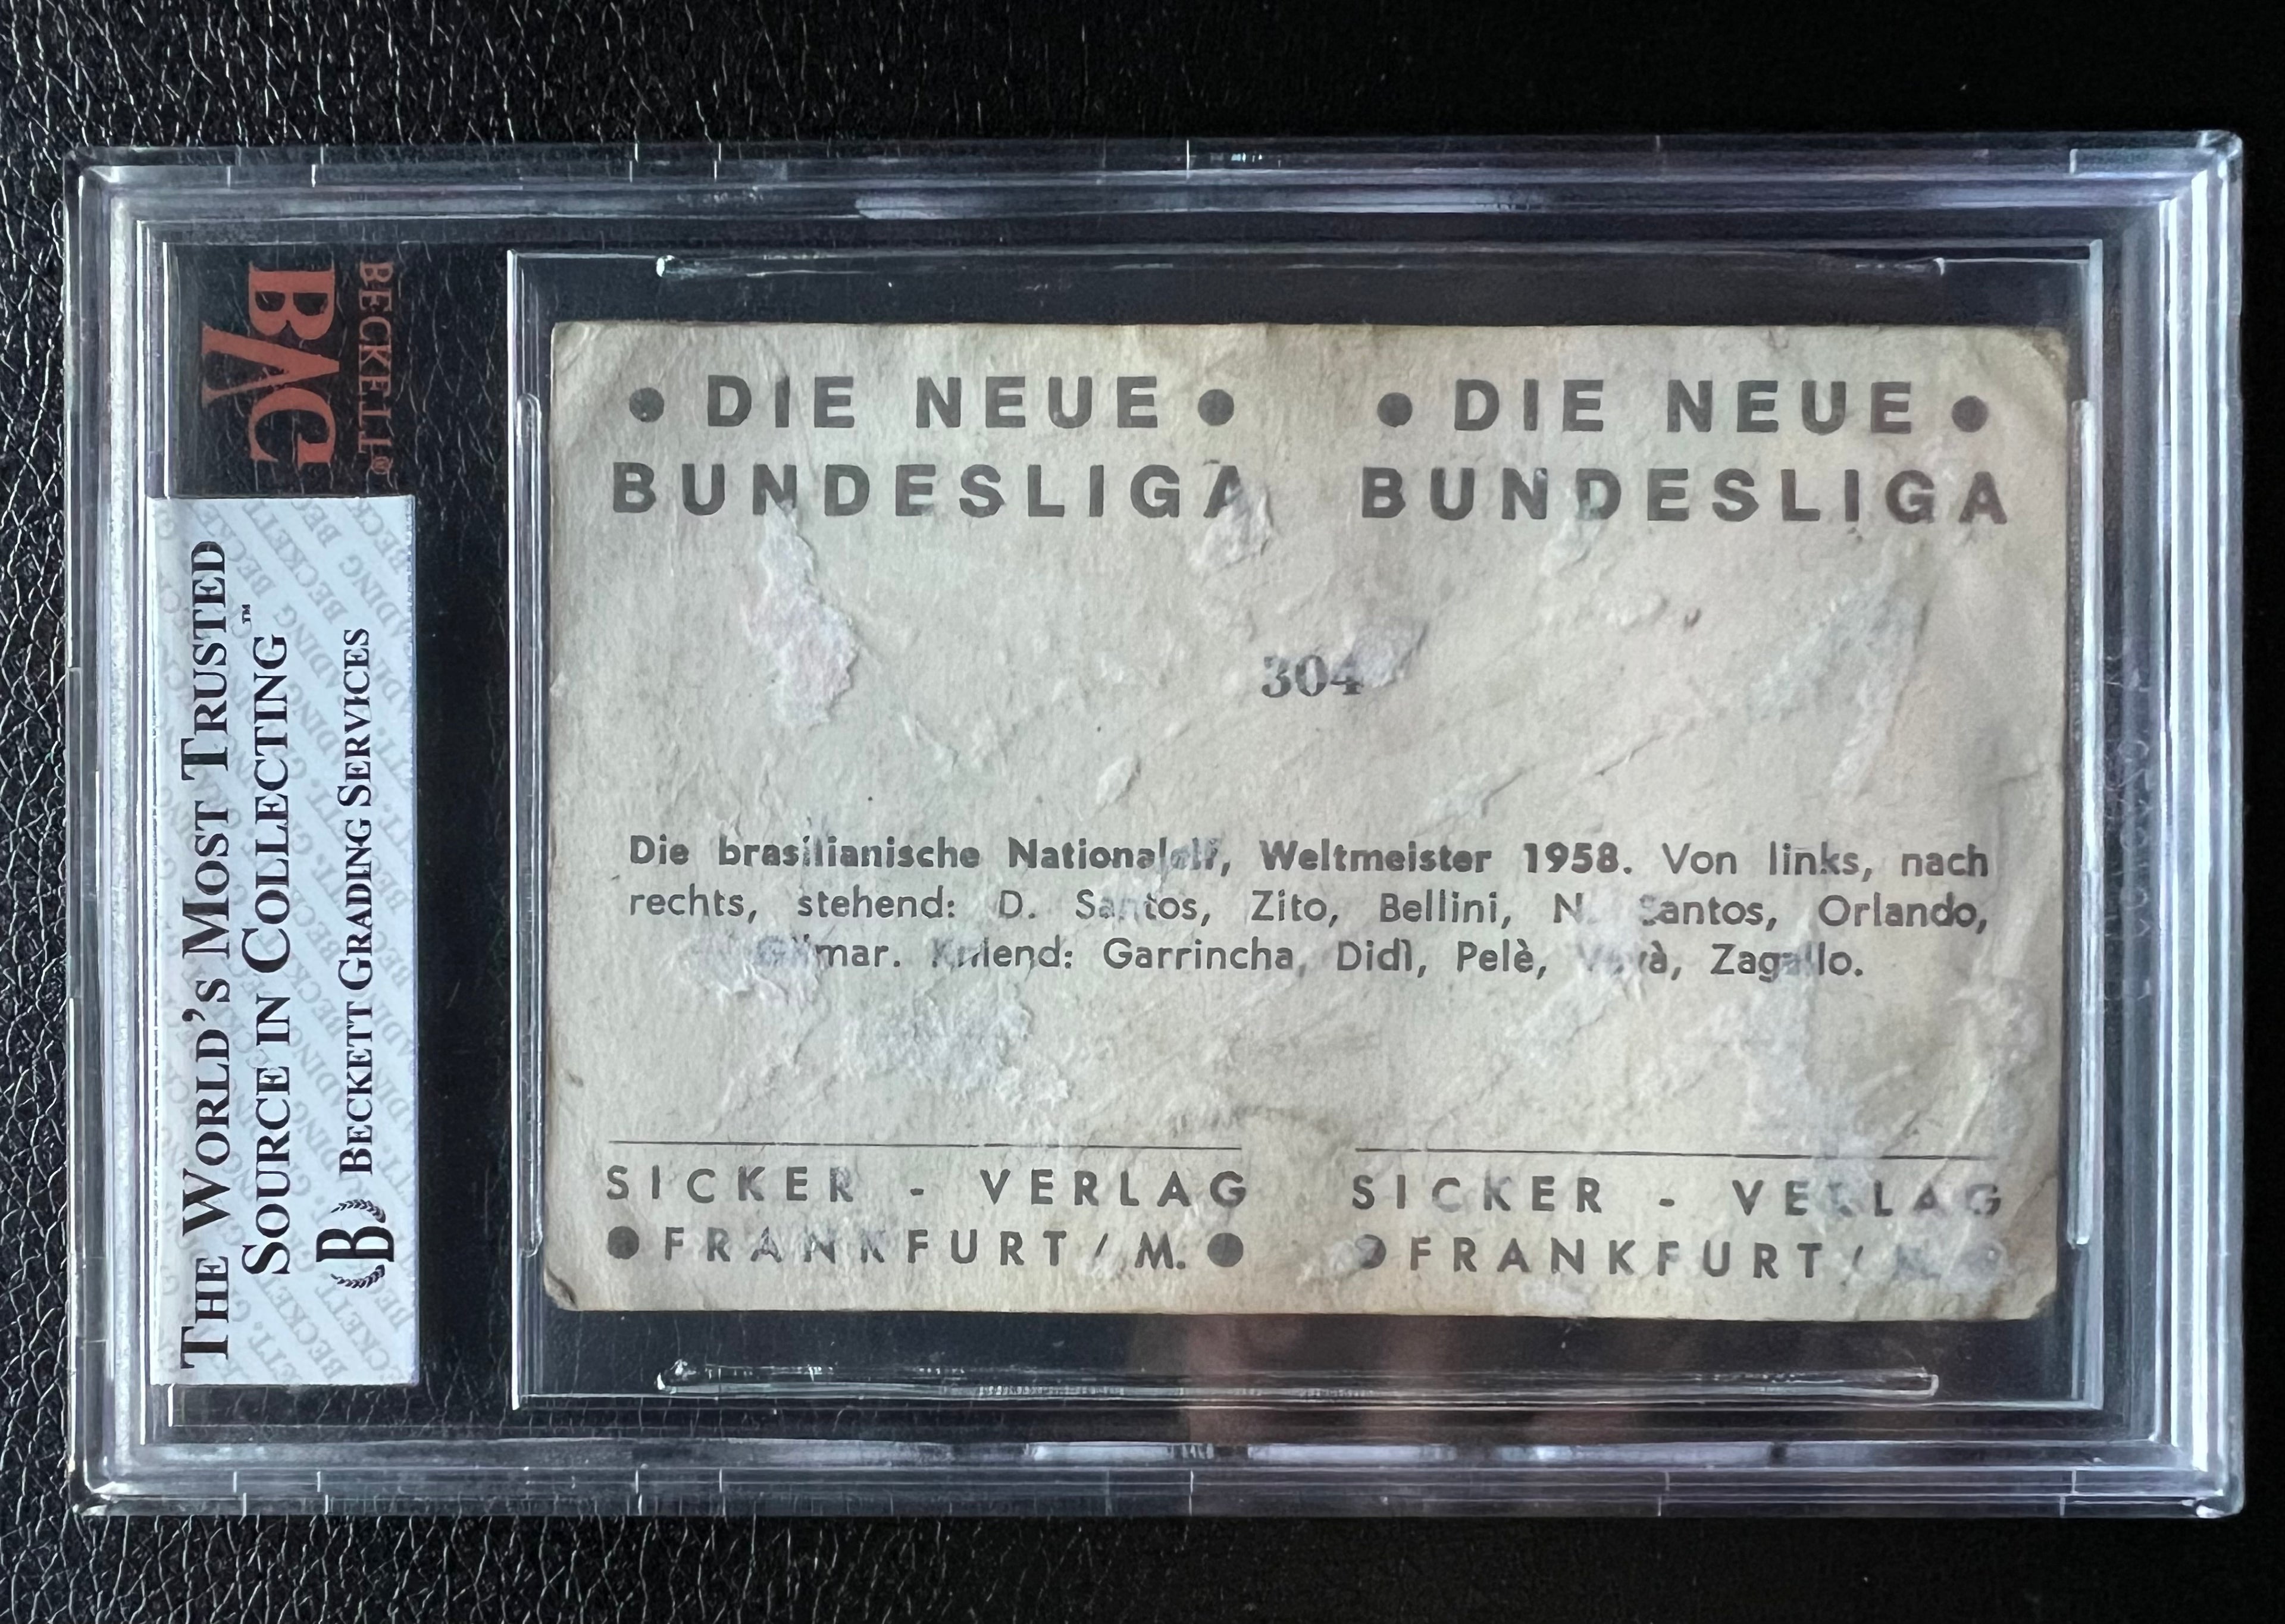 BECKETT®
BVG
THE WORLD'S MOST TRUSTED
SOURCE IN COLLECTING™
BECKETT GRADING SERVICES
• DIE NEUE • • DIE NEUE •
BUNDESLIGA BUNDESLIGA
304
Die brasilianische Nationalelf, Weltmeister 1958. Von links, nach
rechts, stehend: D. Santos, Zito, Bellini, N. Santos, Orlando,
Gilmar. Kniend: Garrincha, Didì, Pelè, Vavà, Zagallo.
SICKER - VERLAG SICKER - VERLAG
• FRANKFURT / M. • • FRANKFURT /